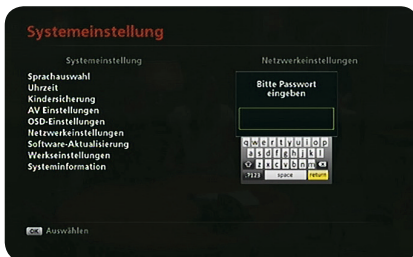 Systemeinstellung
Systemeinstellung
Netzwerkeinstellungen
Sprachauswahl
Uhrzeit
Kindersicherung
AV Einstellungen
OSD-Einstellungen
Netzwerkeinstellungen
Software-Aktualisierung
Werkseinstellungen
Systeminformation
Bitte Passwort
eingeben
q w e r t y u i o p
a s d f g h j k l
z x c v b n m
.?123 space return
OK Auswählen